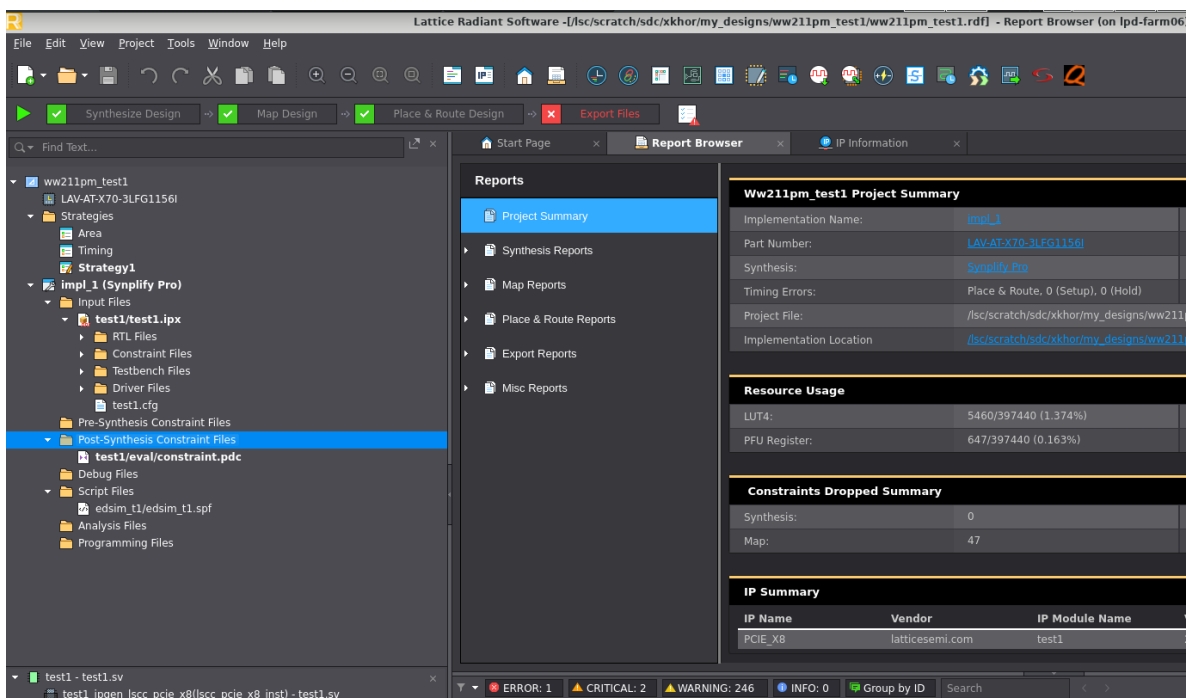 Lattice Radiant Software -[/lsc/scratch/sdc/xkhor/my_designs/ww211pm_test1/ww211pm_test1.rdf] - Report Browser (on lpd-farm06
File Edit View Project Tools Window Help
Synthesize Design Map Design Place & Route Design Export Files
Find Text...
ww211pm_test1
LAV-AT-X70-3LFG1156I
Strategies
Area
Timing
Strategy1
impl_1 (Synplify Pro)
Input Files
test1/test1.ipx
RTL Files
Constraint Files
Testbench Files
Driver Files
test1.cfg
Pre-Synthesis Constraint Files
Post-Synthesis Constraint Files
test1/eval/constraint.pdc
Debug Files
Script Files
edsim_t1/edsim_t1.spf
Analysis Files
Programming Files
test1 - test1.sv
test1_ipgen_lscc_pcie_x8(lscc_pcie_x8_inst) - test1.sv
Start Page Report Browser IP Information
Reports
Project Summary
Synthesis Reports
Map Reports
Place & Route Reports
Export Reports
Misc Reports
Ww211pm_test1 Project Summary
Implementation Name: impl_1
Part Number: LAV-AT-X70-3LFG1156I
Synthesis: Synplify Pro
Timing Errors: Place & Route, 0 (Setup), 0 (Hold)
Project File: /lsc/scratch/sdc/xkhor/my_designs/ww211
Implementation Location /lsc/scratch/sdc/xkhor/my_designs/ww211
Resource Usage
LUT4: 5460/397440 (1.374%)
PFU Register: 647/397440 (0.163%)
Constraints Dropped Summary
Synthesis: 0
Map: 47
IP Summary
IP Name Vendor IP Module Name
PCIE_X8 latticesemi.com test1
ERROR: 1 CRITICAL: 2 WARNING: 246 INFO: 0 Group by ID Search